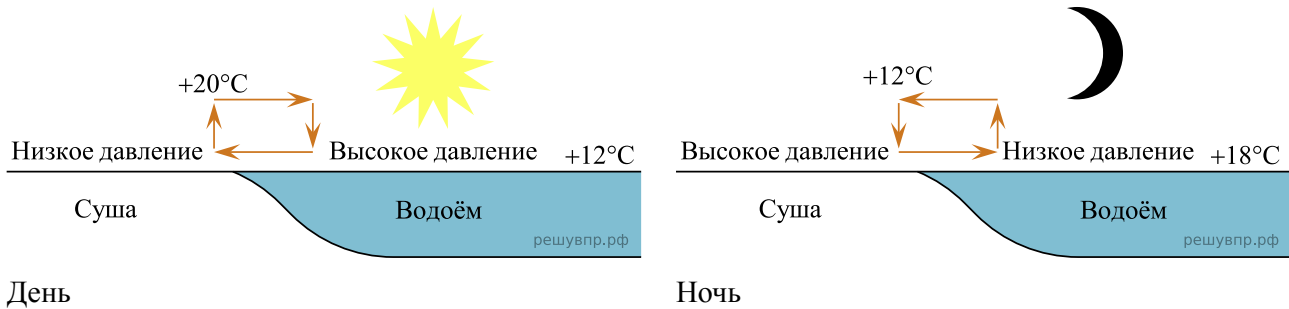 +20°C
Низкое давление
Высокое давление
+12°C
Суша
Водоём
решувпр.рф
День
+12°C
Высокое давление
Низкое давление
+18°C
Суша
Водоём
решувпр.рф
Ночь